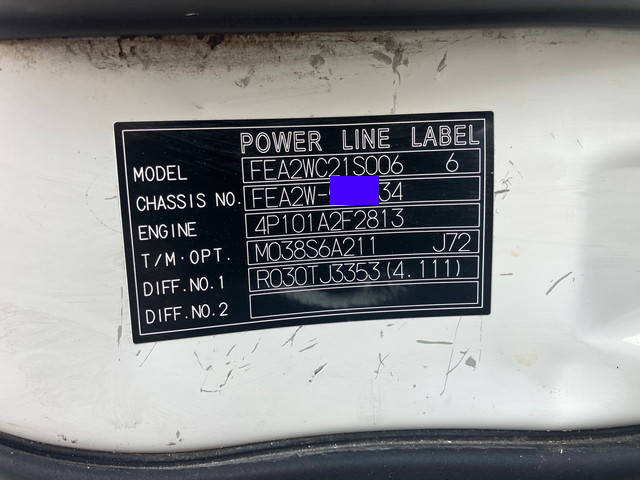 POWER LINE LABEL
MODEL FEA2WC21S006 6
CHASSIS NO. FEA2W- 34
ENGINE 4P101A2F2813
T/M·OPT. M038S6A211 J72
DIFF.NO.1 R030TJ3353(4.111)
DIFF.NO.2